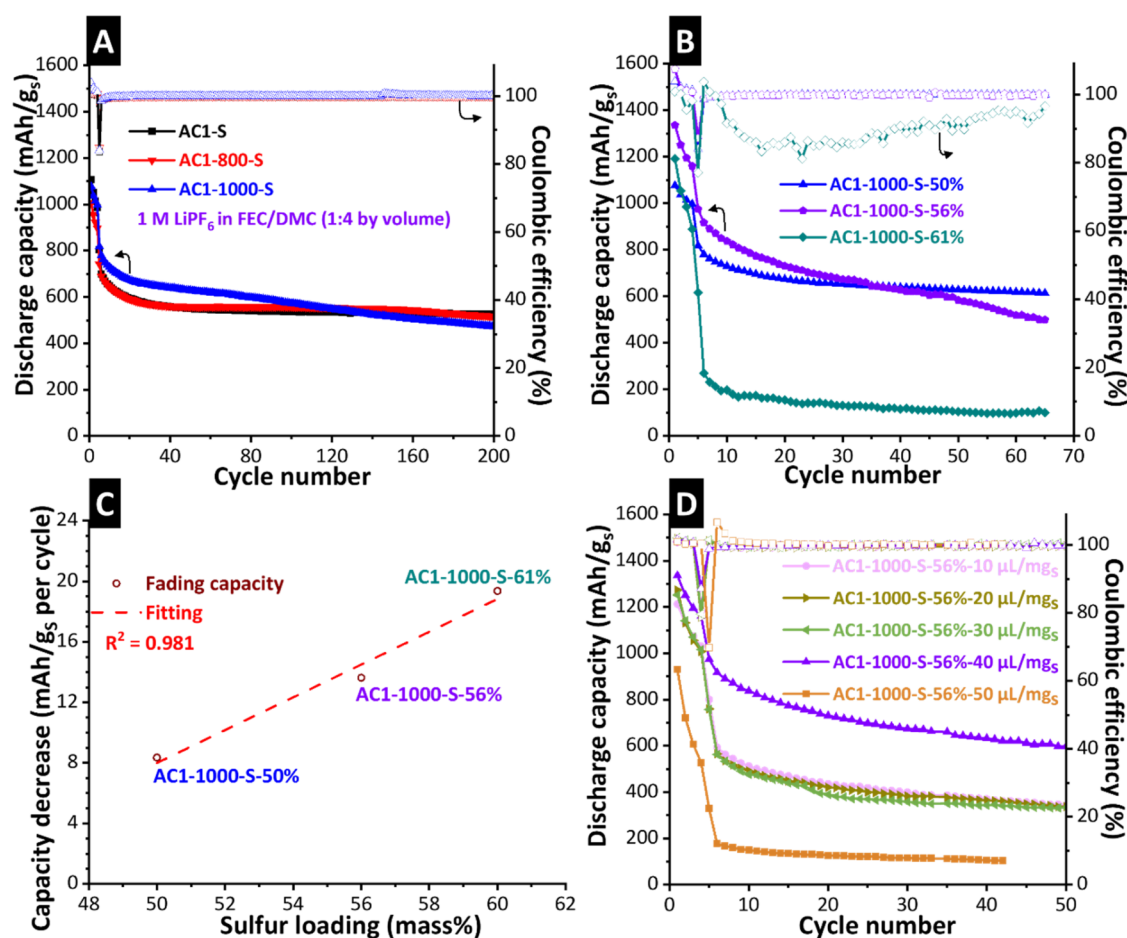 A
1600
1400
1200
1000
800
600
400
200
0
Discharge capacity (mAh/gs)
100
80
60
40
20
0
Coulombic efficiency (%)
AC1-S
AC1-800-S
AC1-1000-S
1 M LiPF6 in FEC/DMC (1:4 by volume)
0 40 80 120 160 200
Cycle number
B
1600
1400
1200
1000
800
600
400
200
0
Discharge capacity (mAh/gs)
100
80
60
40
20
0
Coulombic efficiency (%)
AC1-1000-S-50%
AC1-1000-S-56%
AC1-1000-S-61%
0 10 20 30 40 50 60 70
Cycle number
C
24
20
16
12
8
4
0
Capacity decrease (mAh/gs per cycle)
Fading capacity
Fitting
R2 = 0.981
AC1-1000-S-61%
AC1-1000-S-56%
AC1-1000-S-50%
48 50 52 54 56 58 60 62
Sulfur loading (mass%)
D
1600
1400
1200
1000
800
600
400
200
0
Discharge capacity (mAh/gs)
100
80
60
40
20
0
Coulombic efficiency (%)
AC1-1000-S-56%-10 μL/mgs
AC1-1000-S-56%-20 μL/mgs
AC1-1000-S-56%-30 μL/mgs
AC1-1000-S-56%-40 μL/mgs
AC1-1000-S-56%-50 μL/mgs
0 10 20 30 40 50
Cycle number